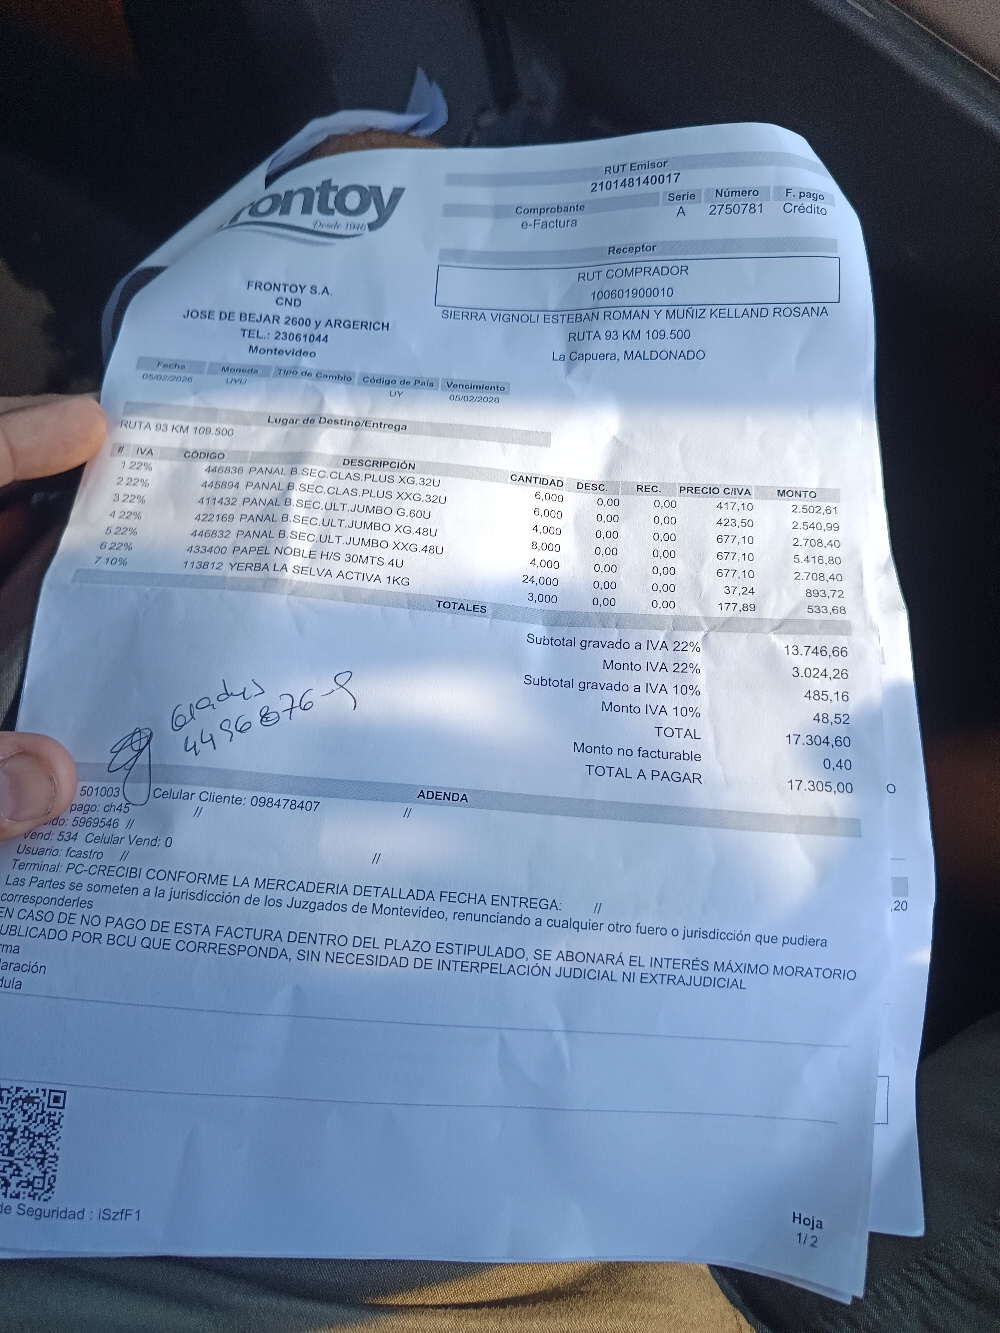 rontoy
Desde 1946
RUT Emisor
210148140017
Comprobante Serie Número F. pago
e-Factura A 2750781 Crédito
Receptor
RUT COMPRADOR
100601900010
SIERRA VIGNOLI ESTEBAN ROMAN Y MUÑIZ KELLAND ROSANA
RUTA 93 KM 109.500
La Capuera, MALDONADO
FRONTOY S.A.
CND
JOSE DE BEJAR 2600 y ARGERICH
TEL.: 23061044
Montevideo
Fecha Moneda Tipo de Cambio Código de País Vencimiento
05/02/2026 UYU UY 05/02/2026
Lugar de Destino/Entrega
RUTA 93 KM 109.500
# IVA CÓDIGO DESCRIPCIÓN CANTIDAD DESC. REC. PRECIO C/IVA MONTO
1 22% 446836 PANAL B.SEC.CLAS.PLUS XG.32U 6,000 0,00 0,00 417,10 2.502,61
2 22% 445894 PANAL B.SEC.CLAS.PLUS XXG.32U 6,000 0,00 0,00 423,50 2.540,99
3 22% 411432 PANAL B.SEC.ULT.JUMBO G.60U 4,000 0,00 0,00 677,10 2.708,40
4 22% 422169 PANAL B.SEC.ULT.JUMBO XG.48U 8,000 0,00 0,00 677,10 5.416,80
5 22% 446832 PANAL B.SEC.ULT.JUMBO XXG.48U 4,000 0,00 0,00 677,10 2.708,40
6 22% 433400 PAPEL NOBLE H/S 30MTS 4U 24,000 0,00 0,00 37,24 893,72
7 10% 113812 YERBA LA SELVA ACTIVA 1KG 3,000 0,00 0,00 177,89 533,68
TOTALES
Subtotal gravado a IVA 22% 13.746,66
Monto IVA 22% 3.024,26
Subtotal gravado a IVA 10% 485,16
Monto IVA 10% 48,52
TOTAL 17.304,60
Monto no facturable 0,40
TOTAL A PAGAR 17.305,00
Gladys
4496876-9
ADENDA
501003 Celular Cliente: 098478407 //
pago: ch45 //
ido: 5969546 //
Vend: 534 Celular Vend: 0
Usuario: fcastro // //
Terminal: PC-CRECIBI CONFORME LA MERCADERIA DETALLADA FECHA ENTREGA: //
Las Partes se someten a la jurisdicción de los Juzgados de Montevideo, renunciando a cualquier otro fuero o jurisdicción que pudiera
corresponderles
EN CASO DE NO PAGO DE ESTA FACTURA DENTRO DEL PLAZO ESTIPULADO, SE ABONARÁ EL INTERÉS MÁXIMO MORATORIO
UBLICADO POR BCU QUE CORRESPONDA, SIN NECESIDAD DE INTERPELACIÓN JUDICIAL NI EXTRAJUDICIAL
rma
laración
dula
de Seguridad : iSzfF1
Hoja
1/2
O
,20